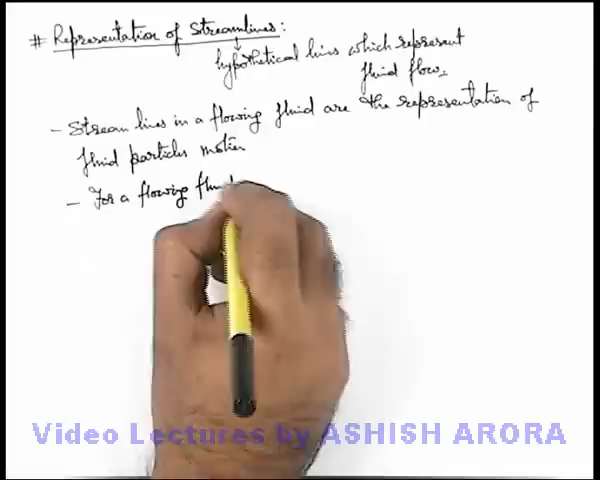 # Representation of Streamlines:
hypothetical lines which represent
fluid flow.
- Stream lines in a flowing fluid are the representation of
fluid particles motion
- For a flowing flui
Video Lectures by ASHISH ARORA